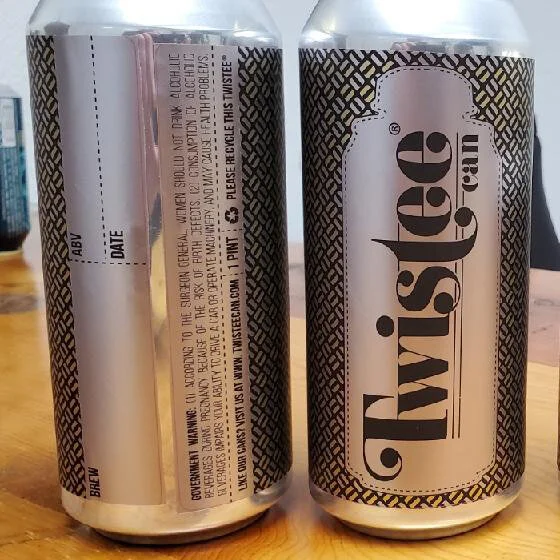 BREW
ABV
DATE
GOVERNMENT WARNING: (1) ACCORDING TO THE SURGEON GENERAL, WOMEN SHOULD NOT DRINK ALCOHOLIC
BEVERAGES DURING PREGNANCY BECAUSE OF THE RISK OF BIRTH DEFECTS. (2) CONSUMPTION OF ALCOHOLIC
BEVERAGES IMPAIRS YOUR ABILITY TO DRIVE A CAR OR OPERATE MACHINERY, AND MAY CAUSE HEALTH PROBLEMS.
LIKE OUR CANS? VISIT US AT WWW.TWISTEECAN.COM | 1 PINT | PLEASE RECYCLE THIS TWISTEE®
Twistee®
can